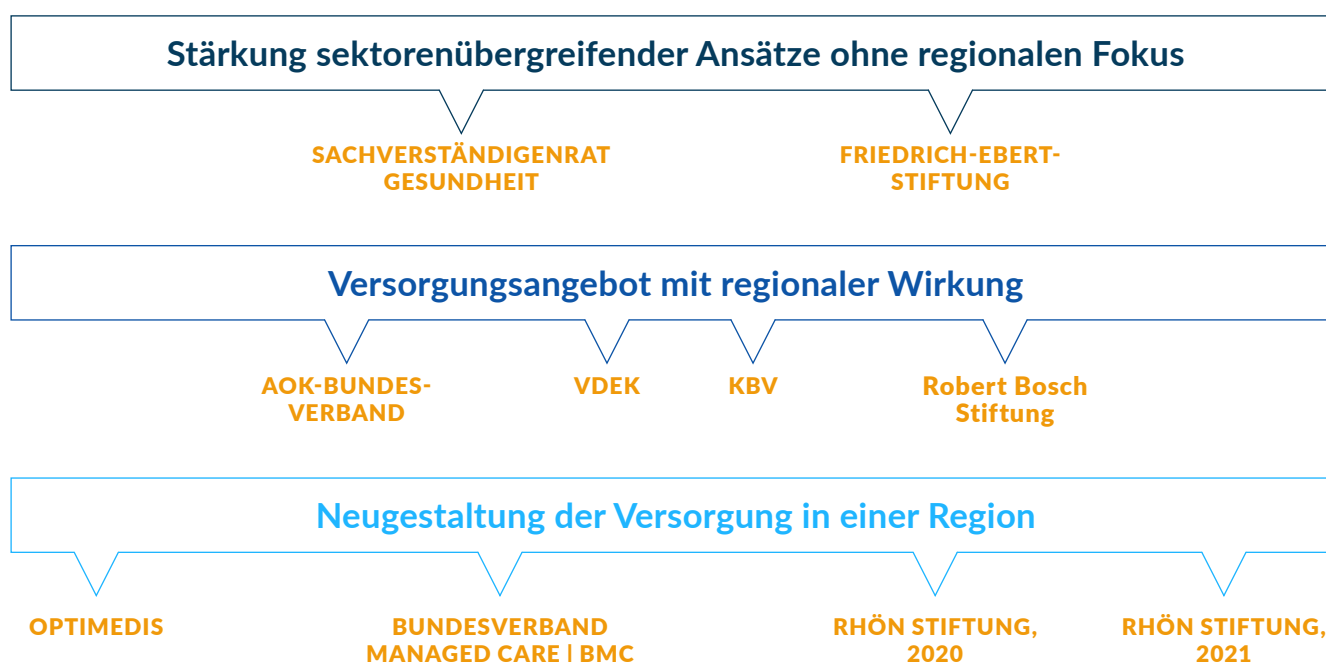 Stärkung sektorenübergreifender Ansätze ohne regionalen Fokus
SACHVERSTÄNDIGENRAT
GESUNDHEIT
FRIEDRICH-EBERT-
STIFTUNG
Versorgungsangebot mit regionaler Wirkung
AOK-BUNDES-
VERBAND
VDEK
KBV
Robert Bosch
Stiftung
Neugestaltung der Versorgung in einer Region
OPTIMEDIS
BUNDESVERBAND
MANAGED CARE | BMC
RHÖN STIFTUNG,
2020
RHÖN STIFTUNG,
2021